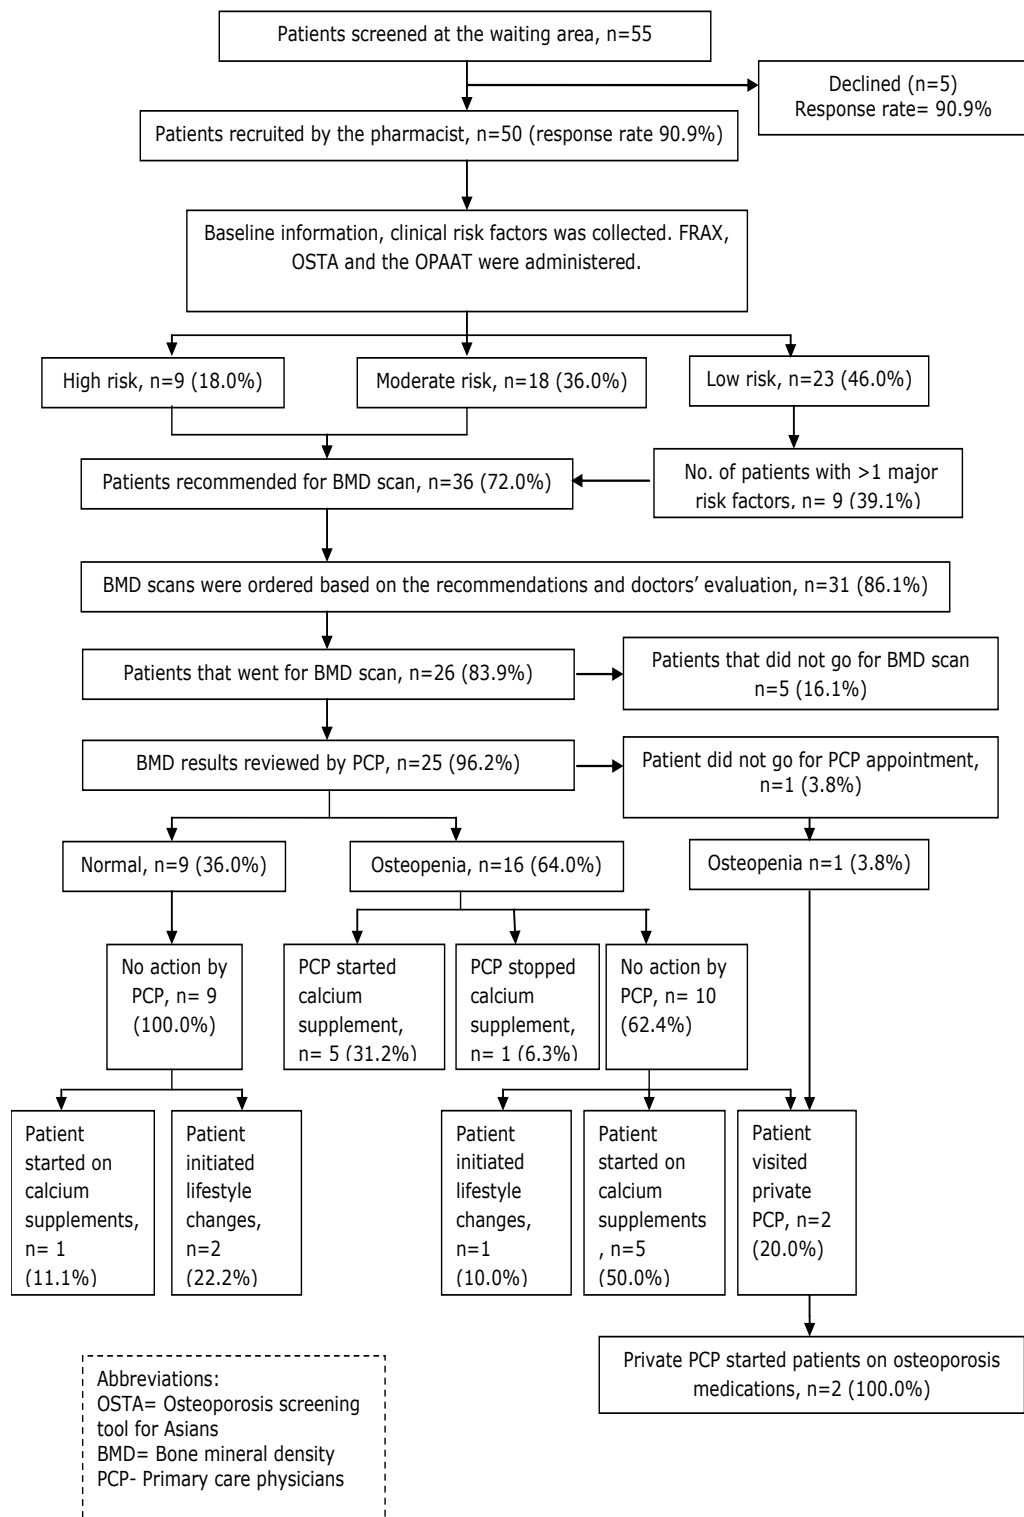 Patients screened at the waiting area, n=55
Declined (n=5)
Response rate= 90.9%
Patients recruited by the pharmacist, n=50 (response rate 90.9%)
Baseline information, clinical risk factors was collected. FRAX,
OSTA and the OPAAT were administered.
High risk, n=9 (18.0%)
Moderate risk, n=18 (36.0%)
Low risk, n=23 (46.0%)
Patients recommended for BMD scan, n=36 (72.0%)
No. of patients with >1 major
risk factors, n= 9 (39.1%)
BMD scans were ordered based on the recommendations and doctors’ evaluation, n=31 (86.1%)
Patients that went for BMD scan, n=26 (83.9%)
Patients that did not go for BMD scan
n=5 (16.1%)
BMD results reviewed by PCP, n=25 (96.2%)
Patient did not go for PCP appointment,
n=1 (3.8%)
Normal, n=9 (36.0%)
Osteopenia, n=16 (64.0%)
Osteopenia n=1 (3.8%)
No action by
PCP, n= 9
(100.0%)
PCP started
calcium
supplement,
n= 5 (31.2%)
PCP stopped
calcium
supplement,
n= 1 (6.3%)
No action by
PCP, n= 10
(62.4%)
Patient
started on
calcium
supplements,
n= 1
(11.1%)
Patient
initiated
lifestyle
changes,
n=2
(22.2%)
Patient
initiated
lifestyle
changes,
n=1
(10.0%)
Patient
started on
calcium
supplements
, n=5
(50.0%)
Patient
visited
private
PCP, n=2
(20.0%)
Private PCP started patients on osteoporosis
medications, n=2 (100.0%)
Abbreviations:
OSTA= Osteoporosis screening
tool for Asians
BMD= Bone mineral density
PCP- Primary care physicians